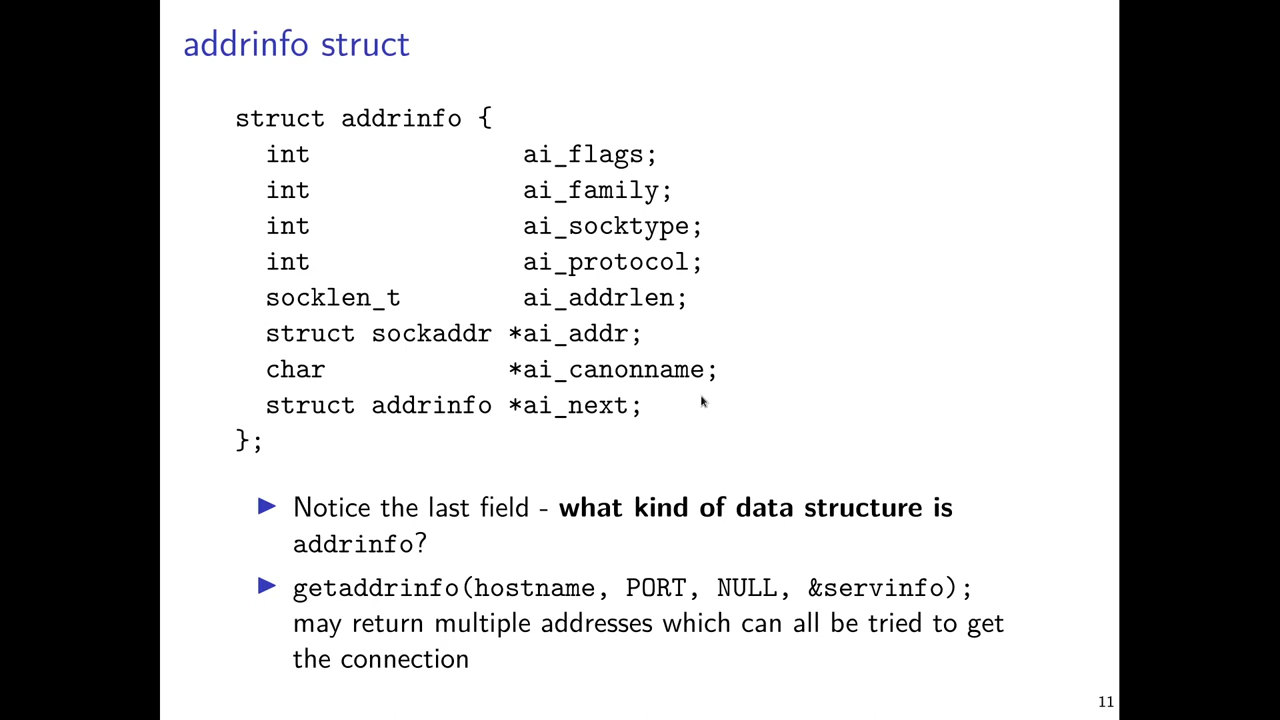 addrinfo struct
struct addrinfo {
int ai_flags;
int ai_family;
int ai_socktype;
int ai_protocol;
socklen_t ai_addrlen;
struct sockaddr *ai_addr;
char *ai_canonname;
struct addrinfo *ai_next;
};
▶ Notice the last field - what kind of data structure is
addrinfo?
▶ getaddrinfo(hostname, PORT, NULL, &servinfo);
may return multiple addresses which can all be tried to get
the connection
11